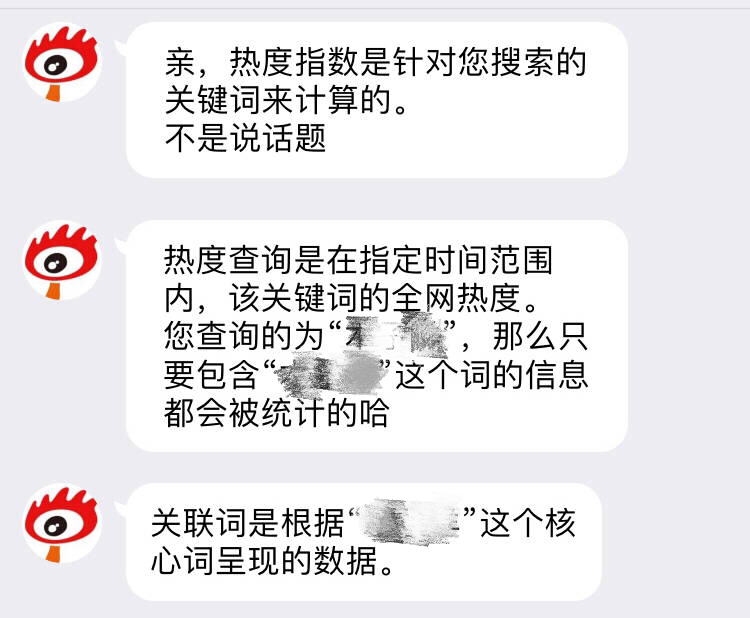 亲，热度指数是针对您搜索的
关键词来计算的。
不是说话题
热度查询是在指定时间范围
内，该关键词的全网热度。
您查询的为“”，那么只
要包含“”这个词的信息
都会被统计的哈
关联词是根据“”这个核
心词呈现的数据。